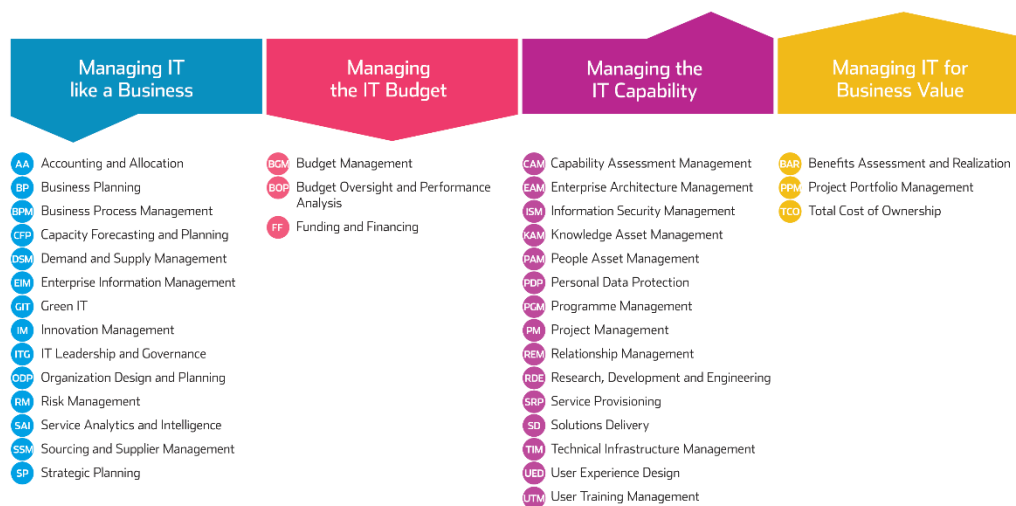 Managing IT
like a Business
AA Accounting and Allocation
BP Business Planning
BPM Business Process Management
CFP Capacity Forecasting and Planning
DSM Demand and Supply Management
EIM Enterprise Information Management
GIT Green IT
IM Innovation Management
ITG IT Leadership and Governance
ODP Organization Design and Planning
RM Risk Management
SAI Service Analytics and Intelligence
SSM Sourcing and Supplier Management
SP Strategic Planning
Managing
the IT Budget
BGM Budget Management
BOP Budget Oversight and Performance
Analysis
FF Funding and Financing
Managing the
IT Capability
CAM Capability Assessment Management
EAM Enterprise Architecture Management
ISM Information Security Management
KAM Knowledge Asset Management
PAM People Asset Management
PDP Personal Data Protection
PGM Programme Management
PM Project Management
REM Relationship Management
RDE Research, Development and Engineering
SRP Service Provisioning
SD Solutions Delivery
TIM Technical Infrastructure Management
UED User Experience Design
UTM User Training Management
Managing IT for
Business Value
BAR Benefits Assessment and Realization
PPM Project Portfolio Management
TCO Total Cost of Ownership